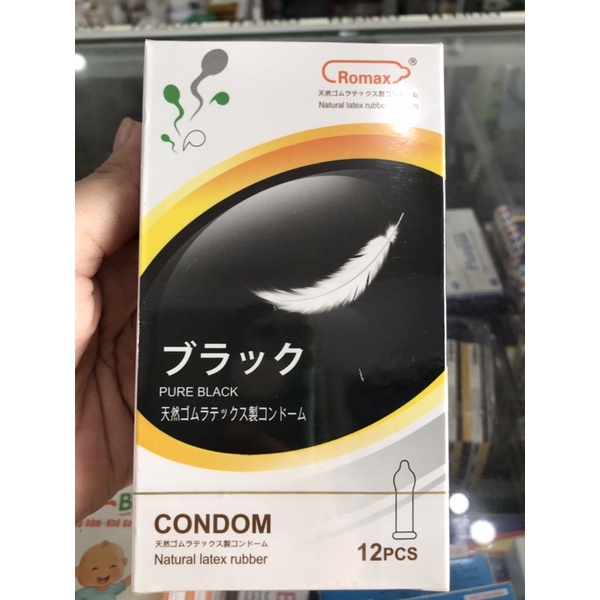 Romax®
天然ゴムラテックス製コンドーム
Natural latex rubber
ブラック
PURE BLACK
天然ゴムラテックス製コンドーム
CONDOM
天然ゴムラテックス製コンドーム
Natural latex rubber
12PCS